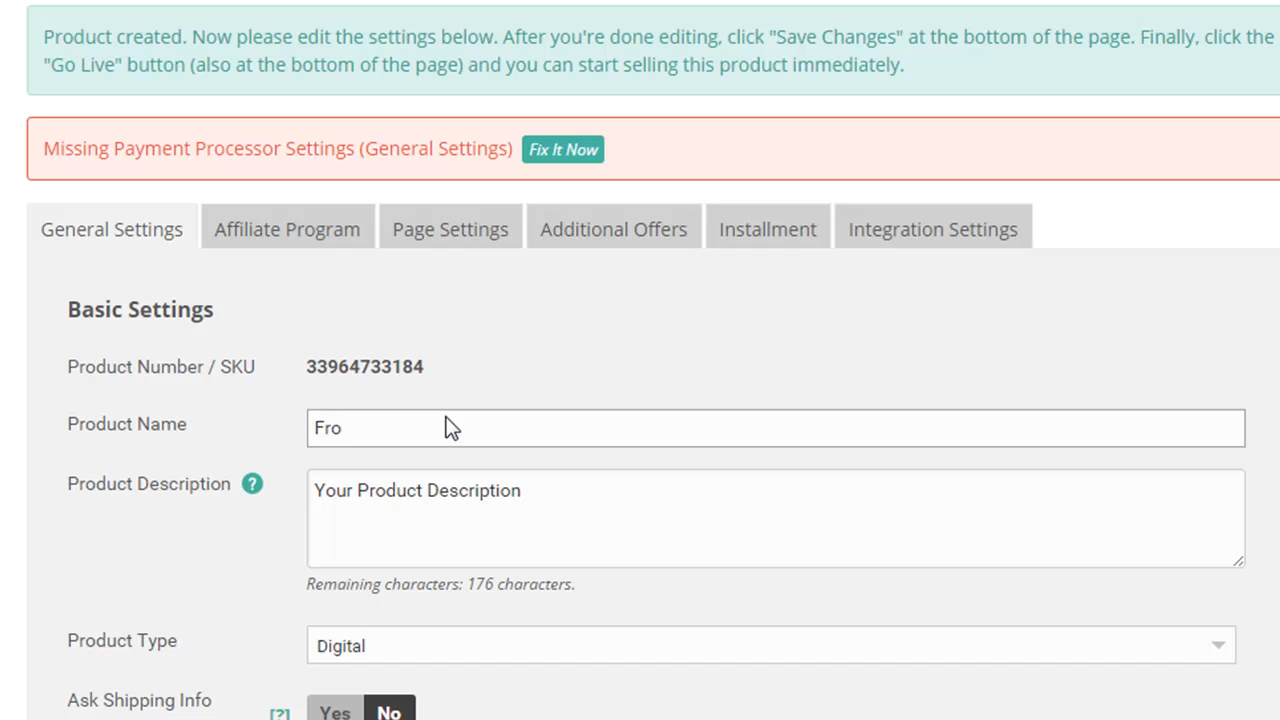 Product created. Now please edit the settings below. After you're done editing, click "Save Changes" at the bottom of the page. Finally, click the
"Go Live" button (also at the bottom of the page) and you can start selling this product immediately.
Missing Payment Processor Settings (General Settings) Fix It Now
General Settings Affiliate Program Page Settings Additional Offers Installment Integration Settings
Basic Settings
Product Number / SKU 33964733184
Product Name Fro
Product Description ? Your Product Description
Remaining characters: 176 characters.
Product Type Digital
Ask Shipping Info [?] Yes No